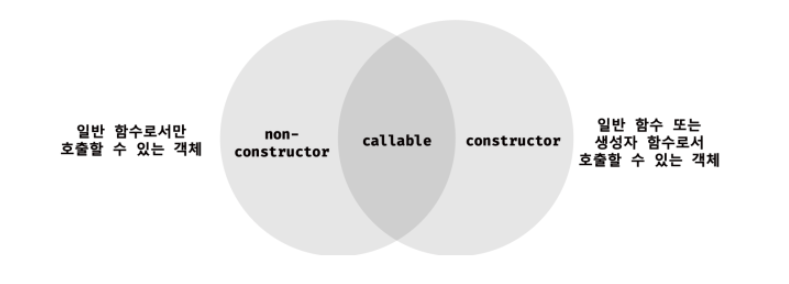 일반 함수로서만
호출할 수 있는 객체
non-
constructor
callable
constructor
일반 함수 또는
생성자 함수로서
호출할 수 있는 객체